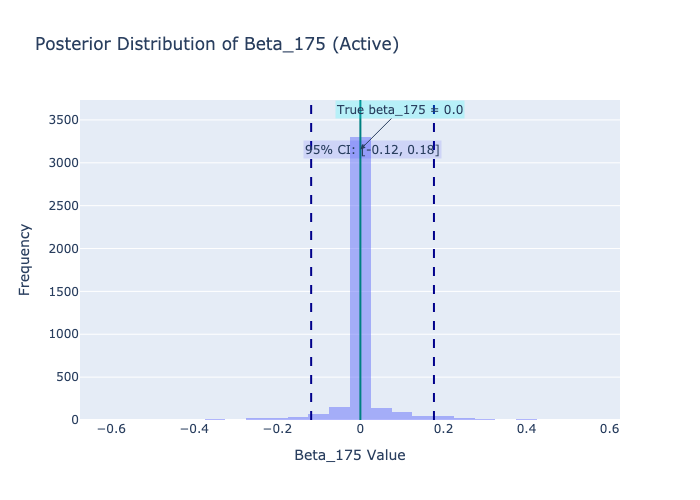 Posterior Distribution of Beta_175 (Active)
True beta_175 = 0.0
95% CI: [-0.12, 0.18]
3500
3000
2500
2000
1500
1000
500
0
Frequency
−0.6 −0.4 −0.2 0 0.2 0.4 0.6
Beta_175 Value